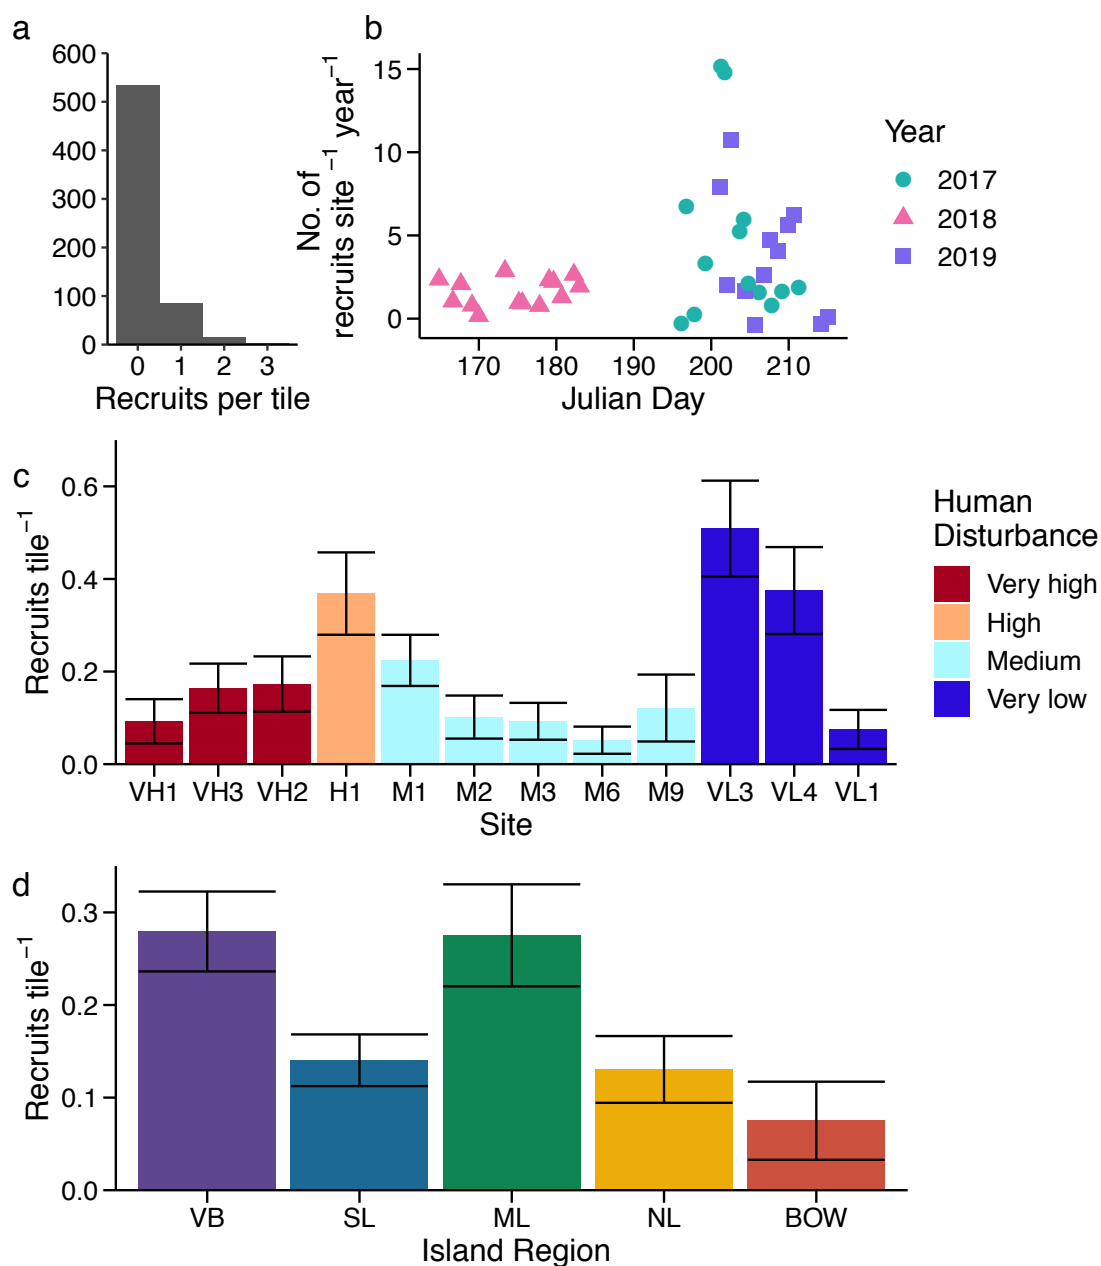 a
600
500
400
300
200
100
0
0 1 2 3
Recruits per tile
b
No. of
recruits site ⁻¹ year⁻¹
15
10
5
0
170 180 190 200 210
Julian Day
Year
2017
2018
2019
c
Recruits tile⁻¹
0.6
0.4
0.2
0.0
VH1 VH3 VH2 H1 M1 M2 M3 M6 M9 VL3 VL4 VL1
Site
Human
Disturbance
Very high
High
Medium
Very low
d
Recruits tile⁻¹
0.3
0.2
0.1
0.0
VB SL ML NL BOW
Island Region